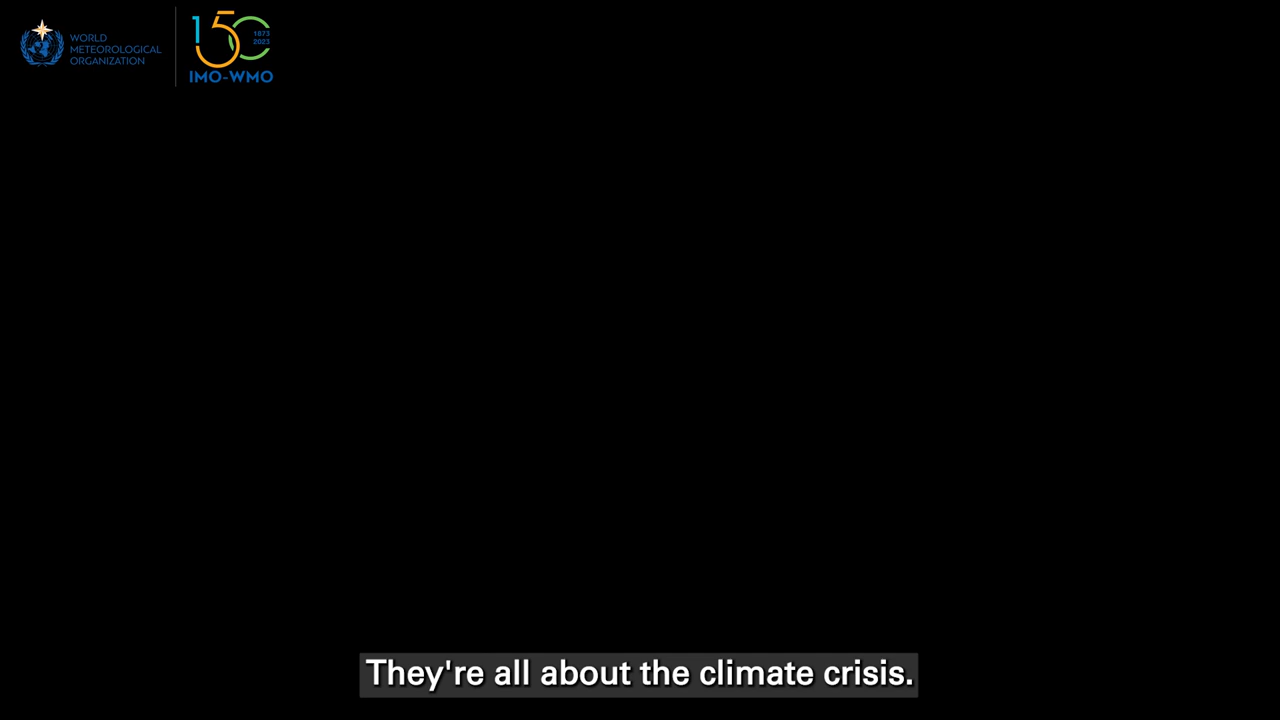 WORLD
METEOROLOGICAL
ORGANIZATION
150
1873
2023
IMO-WMO
They're all about the climate crisis.